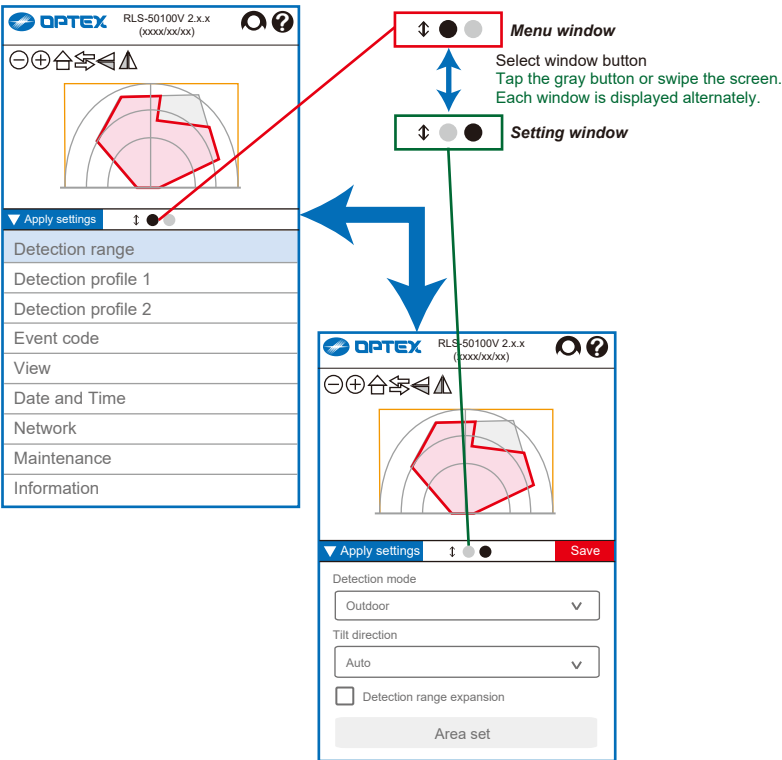 OPTEX
RLS-50100V 2.x.x
(xxxx/xx/xx)
?
Apply settings
Detection range
Detection profile 1
Detection profile 2
Event code
View
Date and Time
Network
Maintenance
Information
Menu window
Select window button
Tap the gray button or swipe the screen.
Each window is displayed alternately.
Setting window
OPTEX
RLS-50100V 2.x.x
(xxxx/xx/xx)
?
Apply settings
Save
Detection mode
Outdoor
Tilt direction
Auto
Detection range expansion
Area set